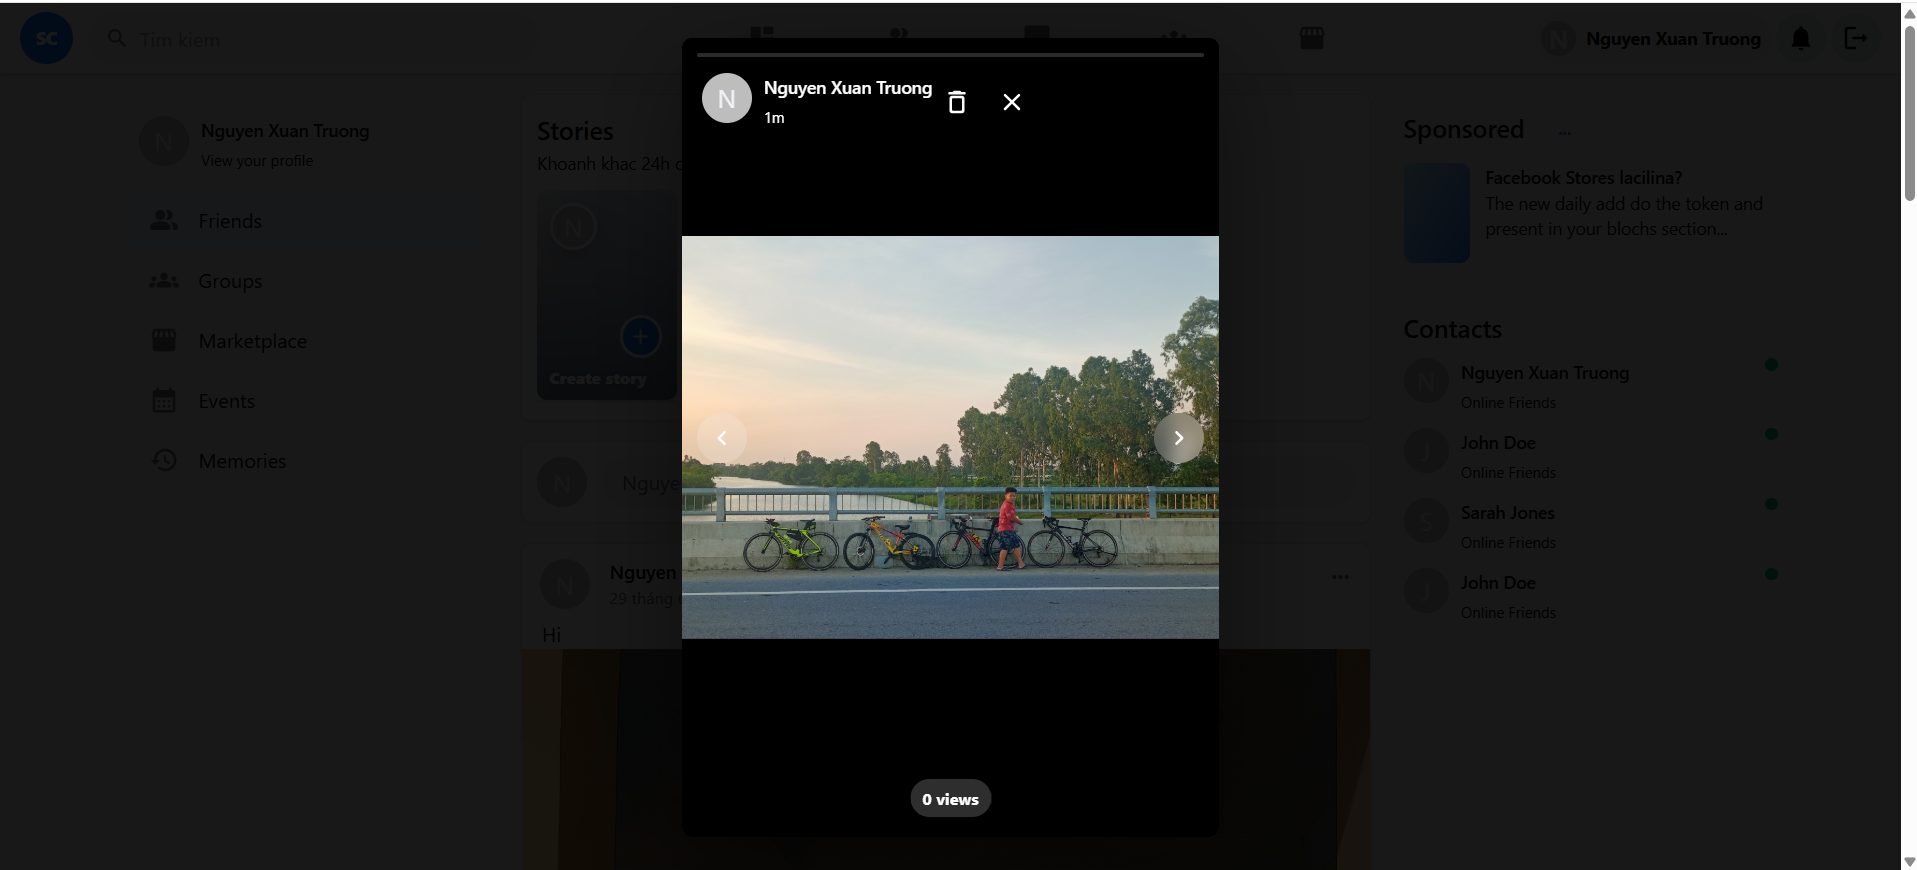 SC
Tim kiem
Nguyen Xuan Truong
N
Nguyen Xuan Truong
1m
N
Nguyen Xuan Truong
View your profile
Friends
Groups
Marketplace
Events
Memories
Stories
Khoanh khac 24h
N
Create story
N
Nguye
N
Nguyen
29 tháng
Hi
0 views
Sponsored
Facebook Stores lacilina?
The new daily add do the token and
present in your blochs section...
Contacts
N
Nguyen Xuan Truong
Online Friends
J
John Doe
Online Friends
S
Sarah Jones
Online Friends
J
John Doe
Online Friends